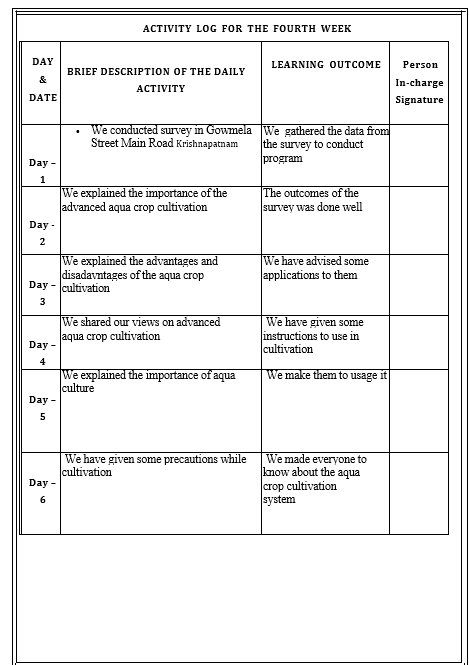 ACTIVITY LOG FOR THE FOURTH WEEK
DAY
&
DATE
BRIEF DESCRIPTION OF THE DAILY
ACTIVITY
LEARNING OUTCOME
Person
In-charge
Signature
Day –
1
• We conducted survey in Gowmela
Street Main Road Krishnapatnam
We gathered the data from
the survey to conduct
program
Day -
2
We explained the importance of the
advanced aqua crop cultivation
The outcomes of the
survey was done well
Day –
3
We explained the advantages and
disadavntages of the aqua crop
cultivation
We have advised some
applications to them
Day –
4
We shared our views on advanced
aqua crop cultivation
We have given some
instructions to use in
cultivation
Day –
5
We explained the importance of aqua
culture
We make them to usage it
Day –
6
We have given some precautions while
cultivation
We made everyone to
know about the aqua
crop cultivation
system